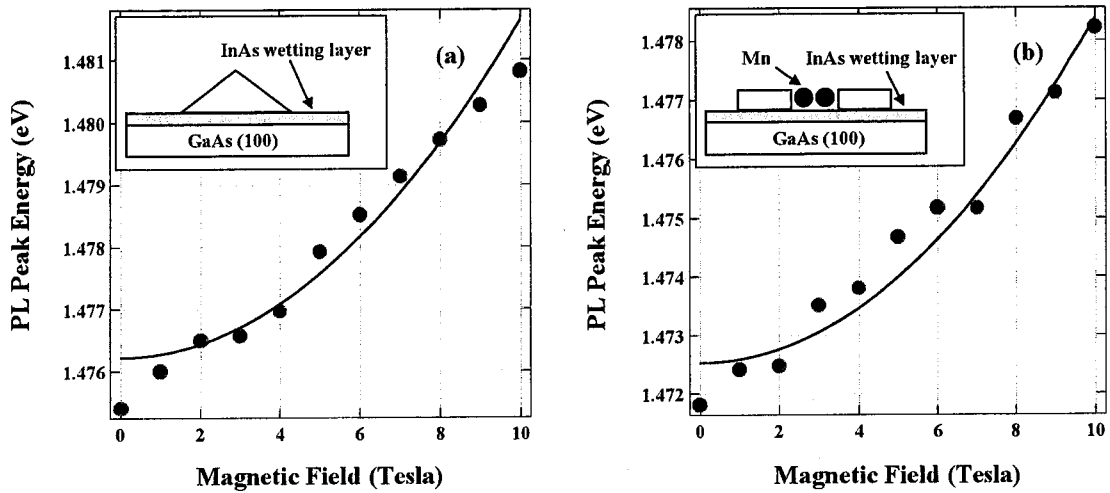 (a)
InAs wetting layer
GaAs (100)
PL Peak Energy (eV)
1.481
1.480
1.479
1.478
1.477
1.476
0 2 4 6 8 10
Magnetic Field (Tesla)
(b)
Mn
InAs wetting layer
GaAs (100)
PL Peak Energy (eV)
1.478
1.477
1.476
1.475
1.474
1.473
1.472
0 2 4 6 8 10
Magnetic Field (Tesla)